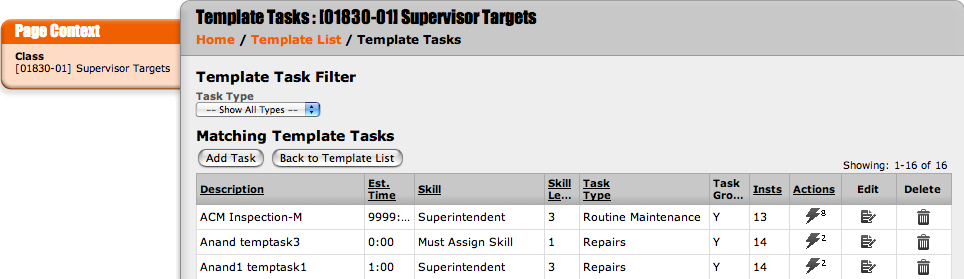 Template Tasks : [01830-01] Supervisor Targets
Home / Template List / Template Tasks
Page Context
Class
[01830-01] Supervisor Targets
Template Task Filter
Task Type
-- Show All Types --
Matching Template Tasks
Add Task Back to Template List
Showing: 1-16 of 16
Description Est. Time Skill Skill Le... Task Type Task Gro... Insts Actions Edit Delete
ACM Inspection-M 9999:... Superintendent 3 Routine Maintenance Y 13 8
Anand temptask3 0:00 Must Assign Skill 1 Repairs Y 14 2
Anand1 temptask1 1:00 Superintendent 3 Repairs Y 14 2